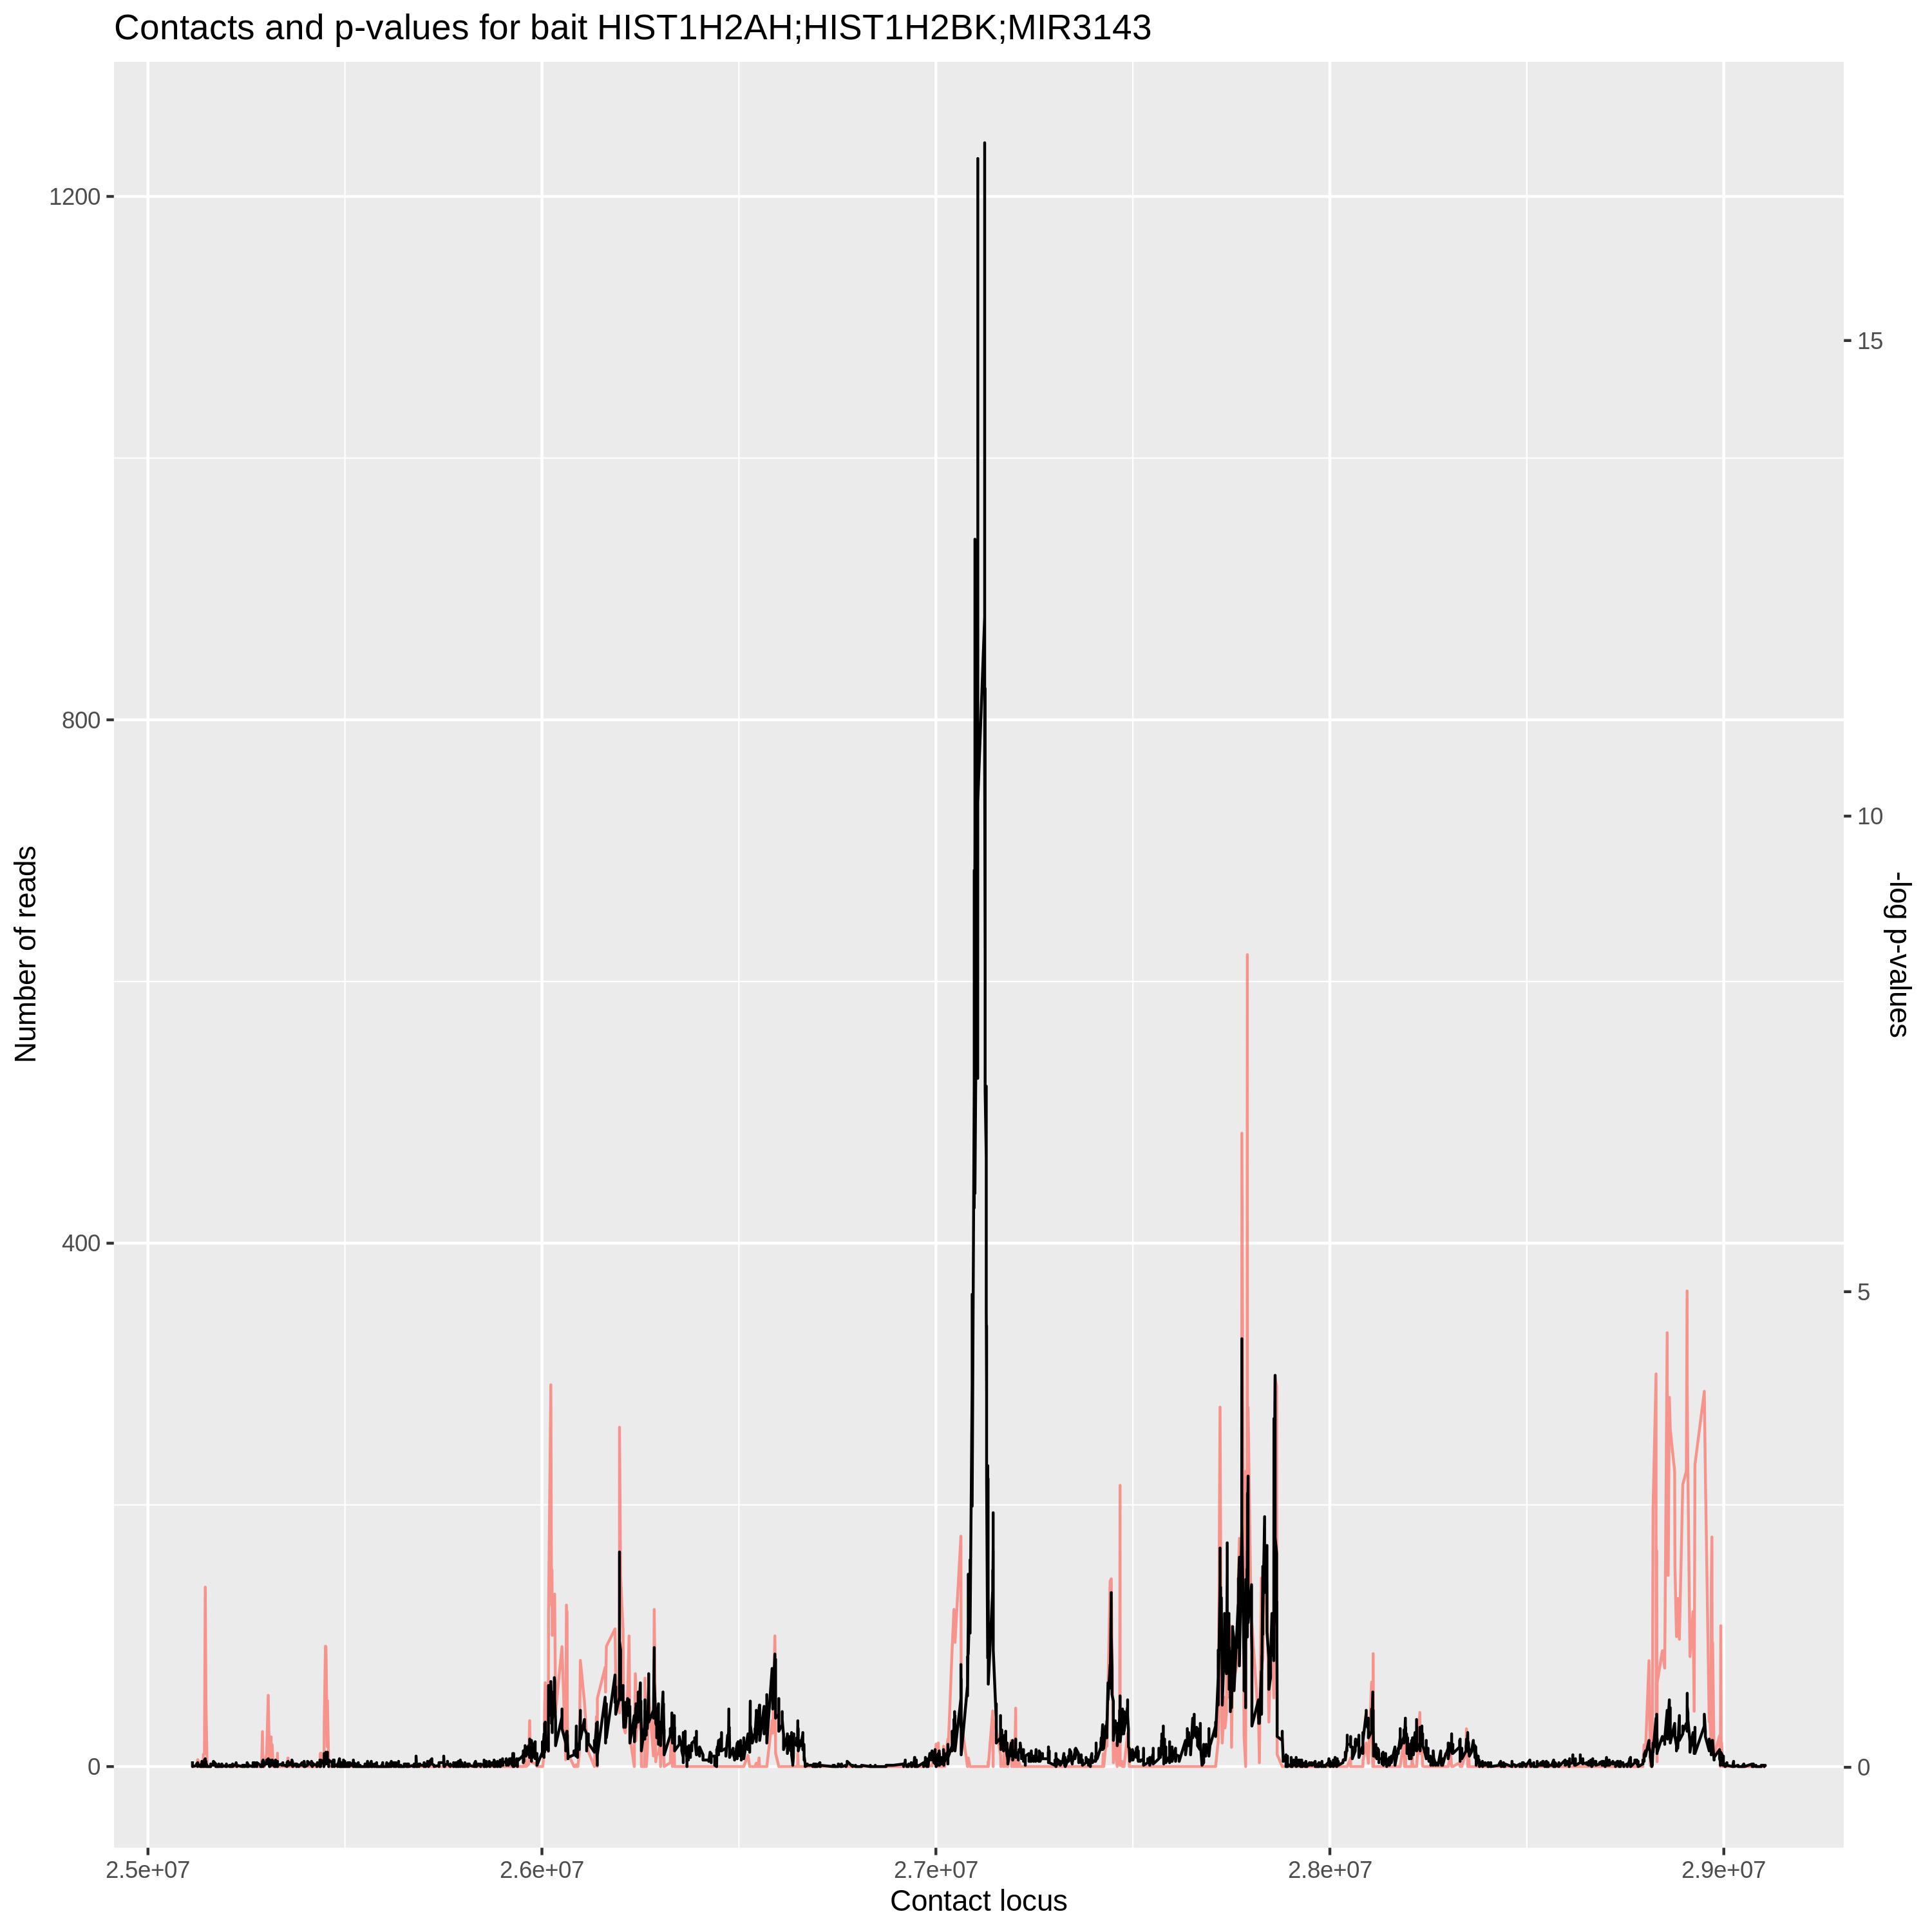 Contacts and p-values for bait HIST1H2AH;HIST1H2BK;MIR3143
1200
800
400
0
Number of reads
15
10
5
0
-log p-values
2.5e+07 2.6e+07 2.7e+07 2.8e+07 2.9e+07
Contact locus